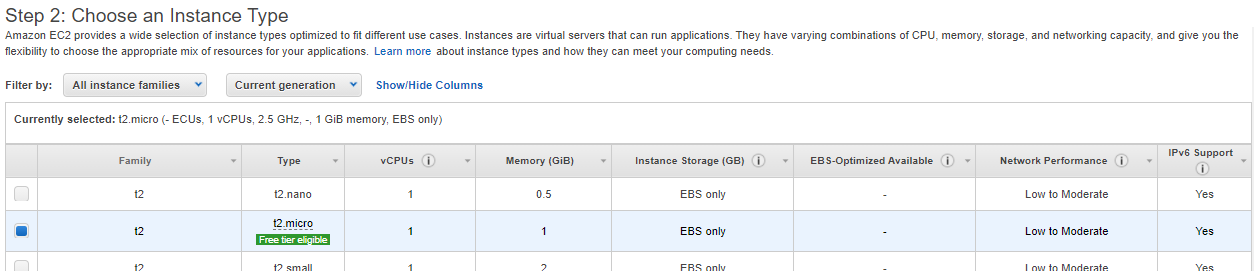 Step 2: Choose an Instance Type
Amazon EC2 provides a wide selection of instance types optimized to fit different use cases. Instances are virtual servers that can run applications. They have varying combinations of CPU, memory, storage, and networking capacity, and give you the
flexibility to choose the appropriate mix of resources for your applications. Learn more about instance types and how they can meet your computing needs.
Filter by: All instance families Current generation Show/Hide Columns
Currently selected: t2.micro (- ECUs, 1 vCPUs, 2.5 GHz, -, 1 GiB memory, EBS only)
Family Type vCPUs i Memory (GiB) Instance Storage (GB) i EBS-Optimized Available i Network Performance i IPv6 Support i
t2 t2.nano 1 0.5 EBS only - Low to Moderate Yes
t2 t2.micro 1 1 EBS only - Low to Moderate Yes
Free tier eligible
t2 t2.small 1 2 EBS only - Low to Moderate Yes